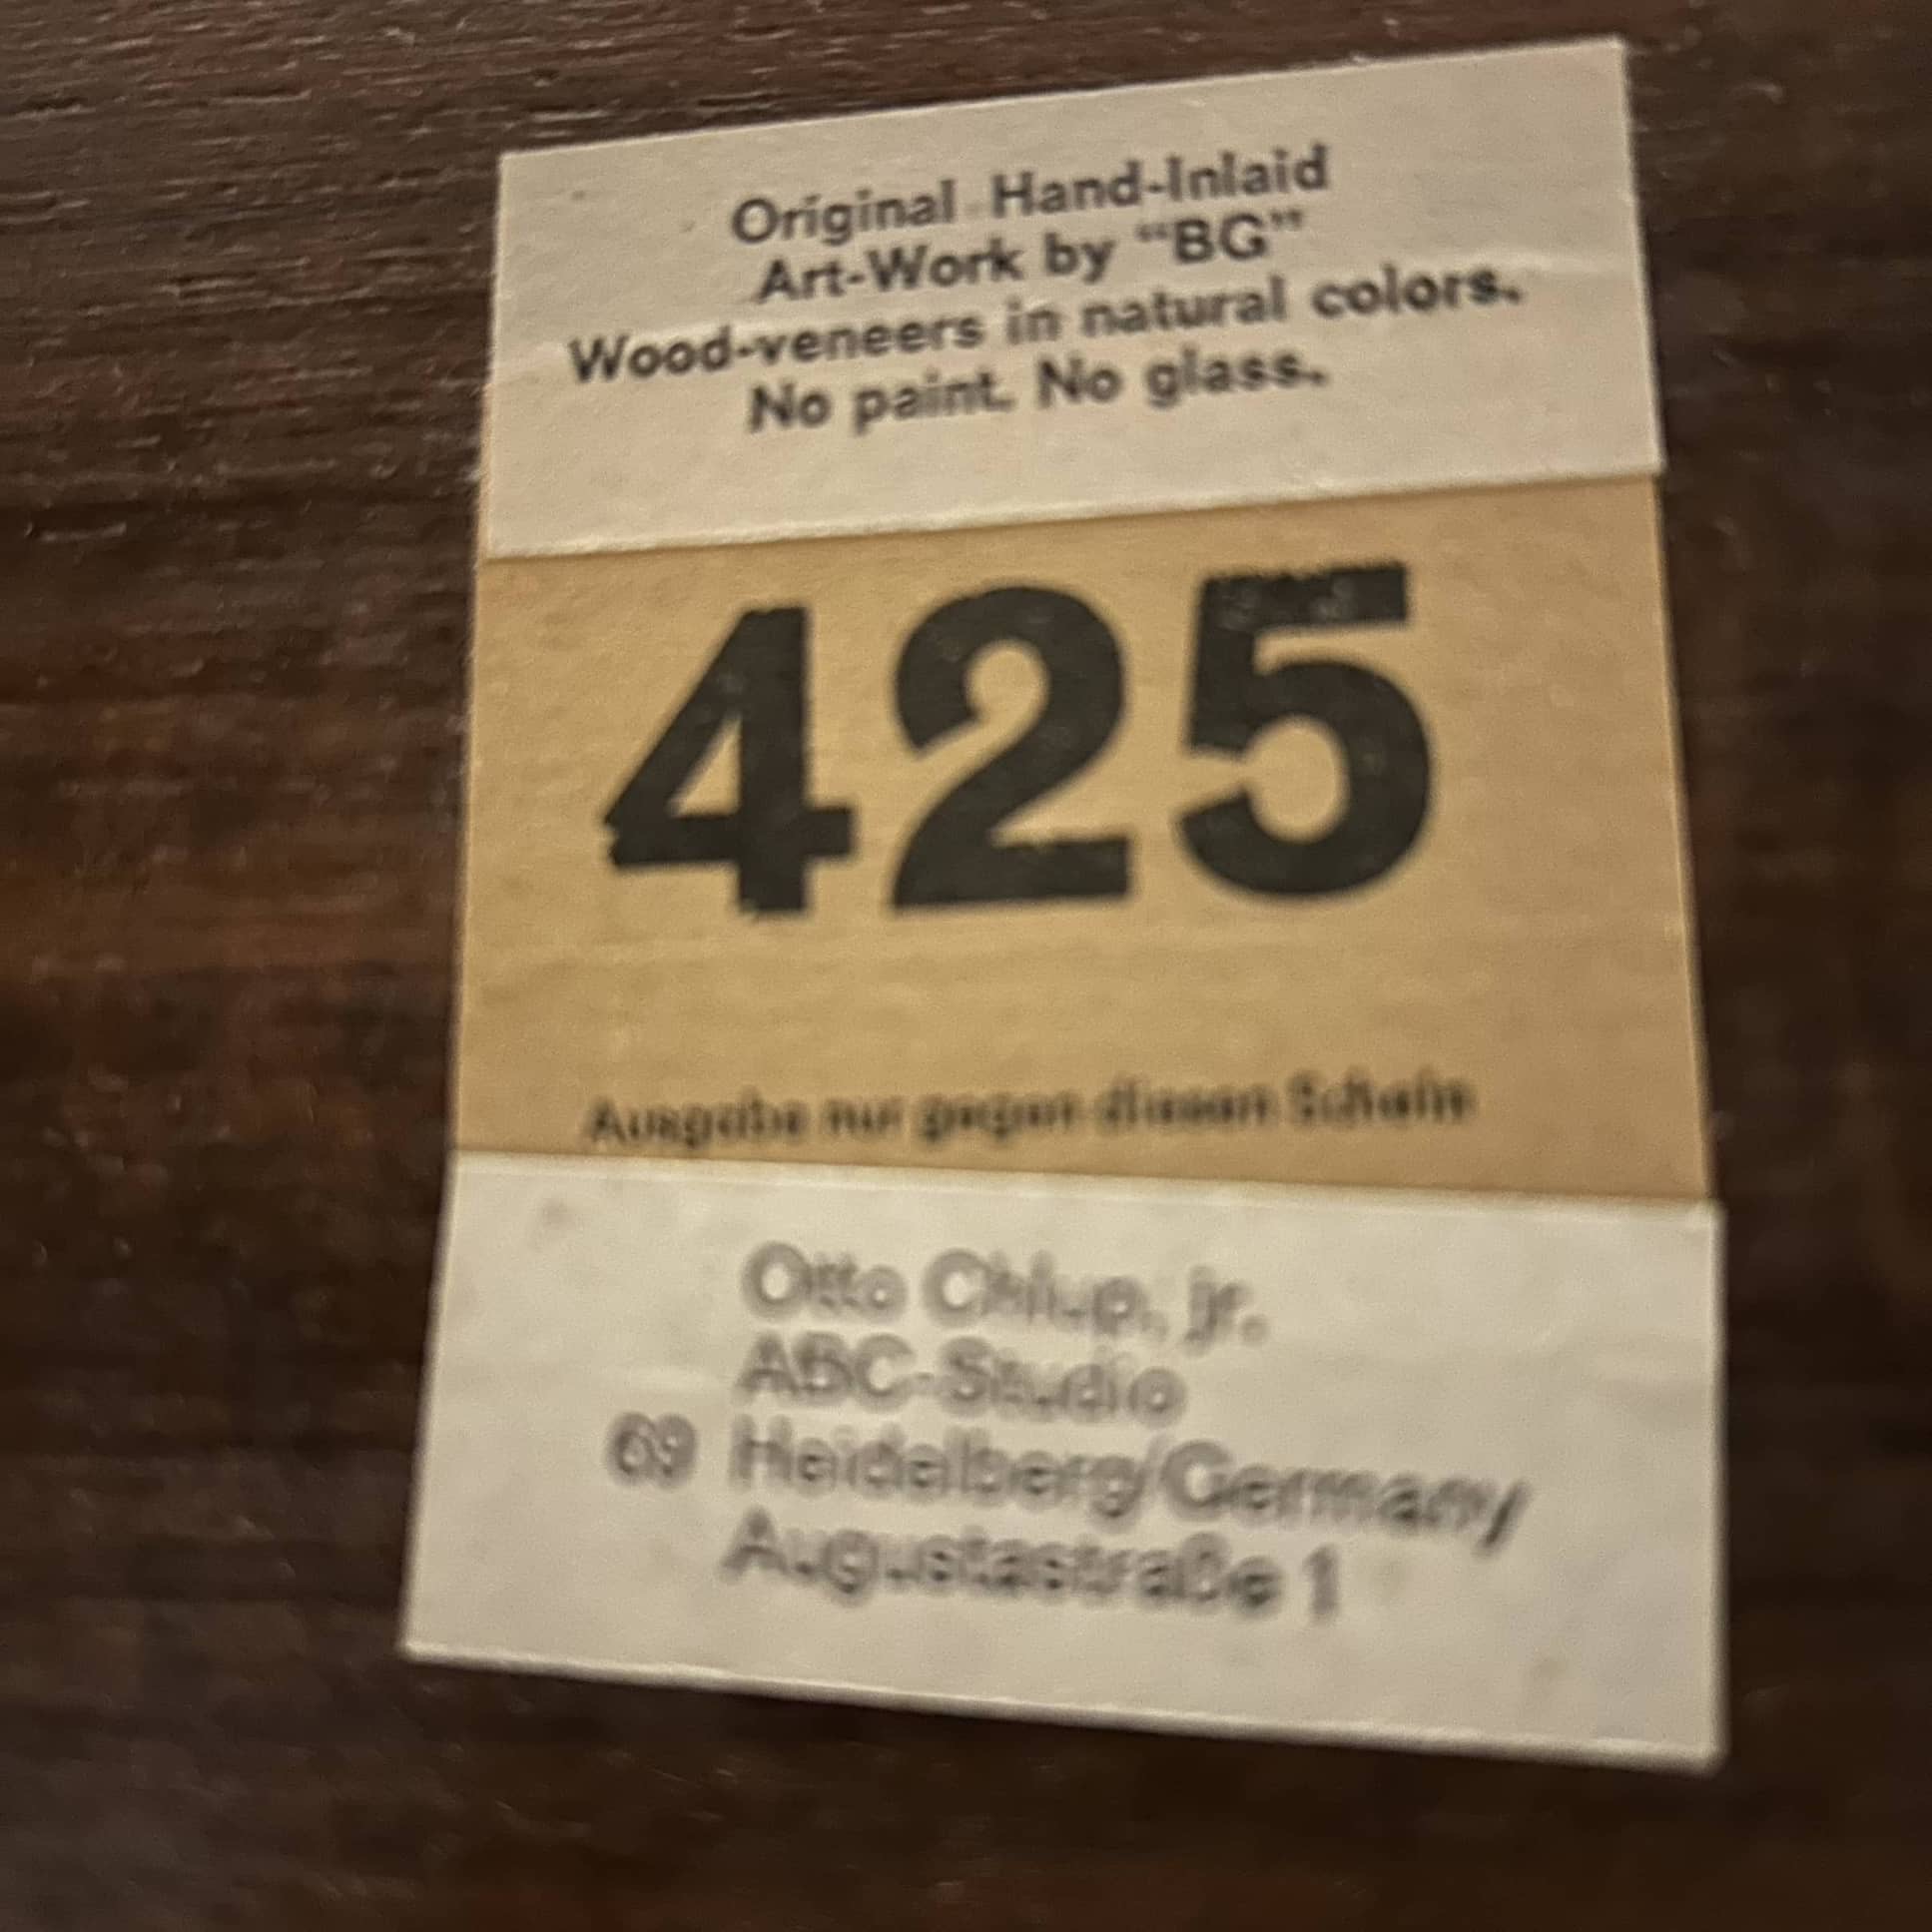 Original Hand-Inlaid
Art-Work by “BG”
Wood-veneers in natural colors.
No paint. No glass.
425
Ausgabe nur gegen diesen Schein
Otto jr.
ABC-Studio
69 Heidelberg/Germany
Augustastraße 1